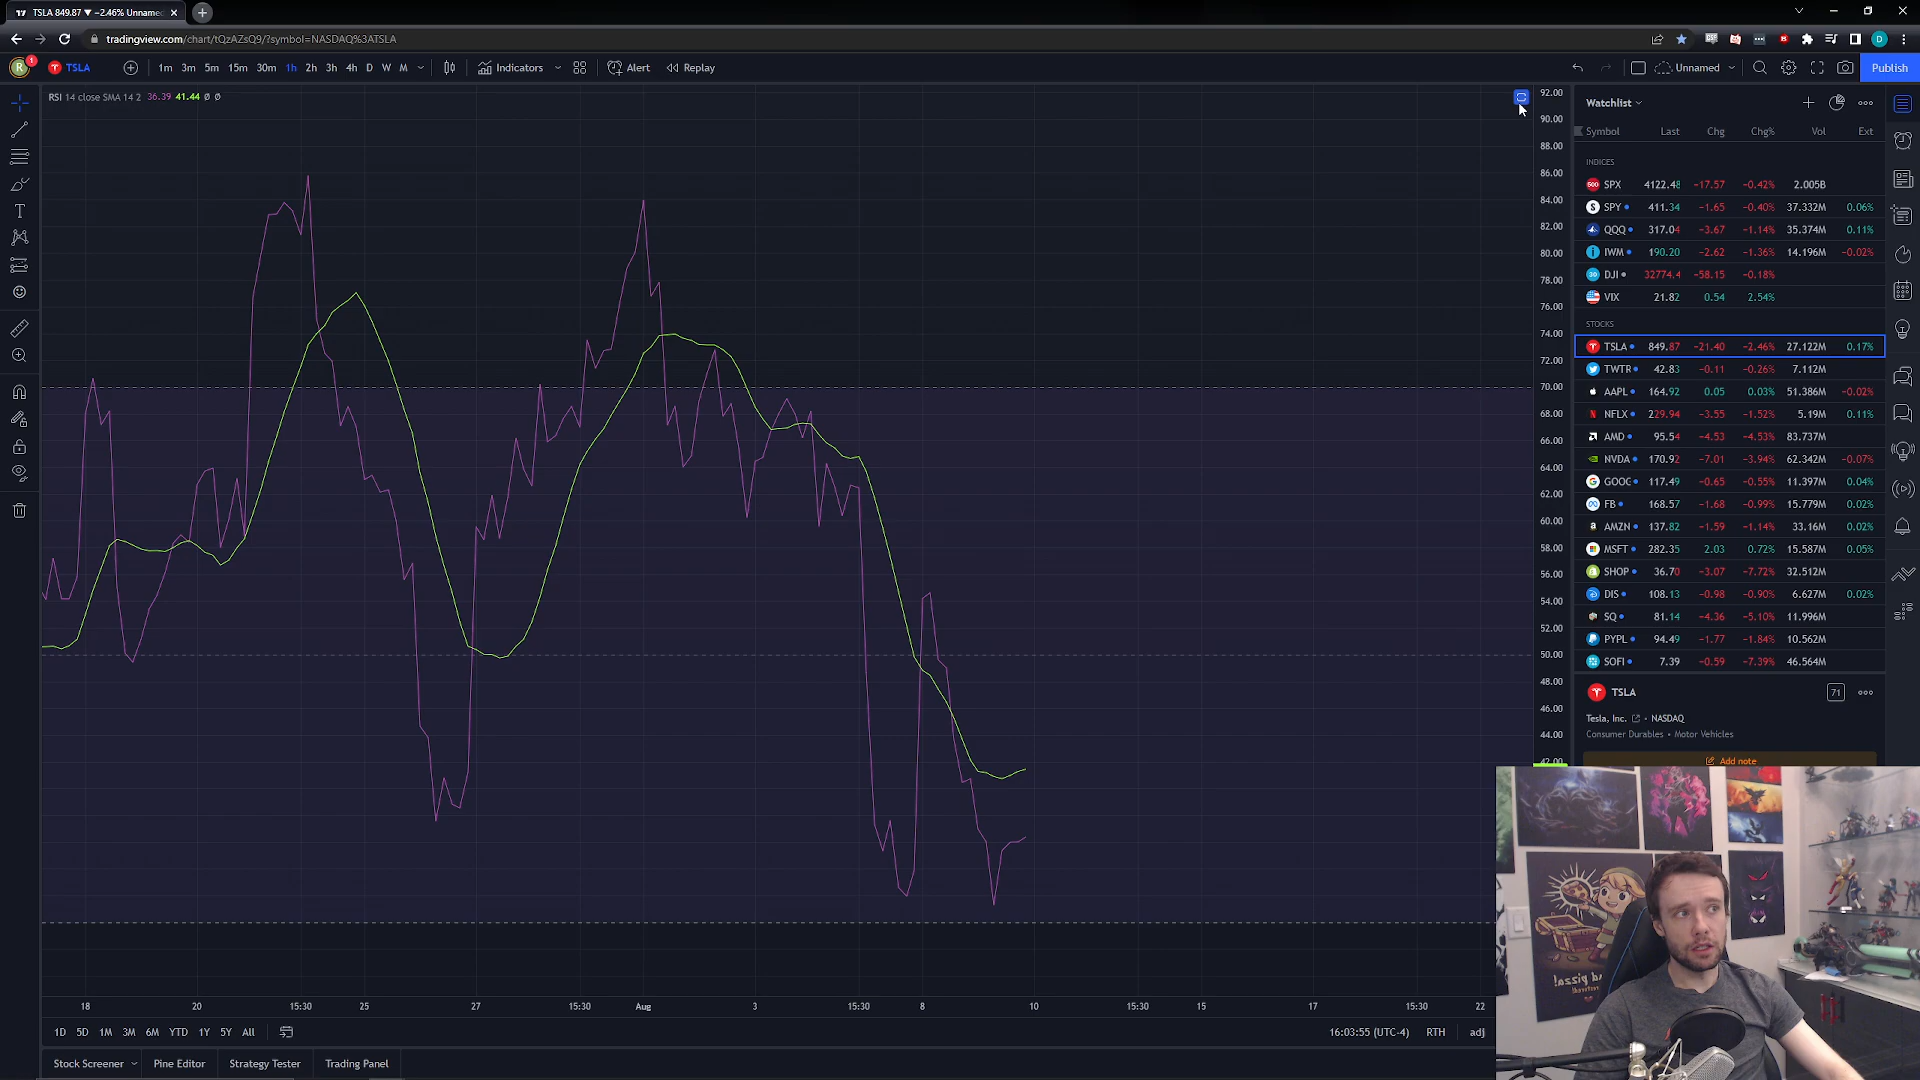 TSLA 849.87 ▼ −2.46% Unname
tradingview.com/chart/tQzAZsQ9/?symbol=NASDAQ%3ATSLA
R 1 TSLA 1m 3m 5m 15m 30m 1h 2h 3h 4h D W M Indicators Alert Replay Unnamed Publish
RSI 14 close SMA 14 2 36.39 41.44 ø ø
92.00
90.00
88.00
86.00
84.00
82.00
80.00
78.00
76.00
74.00
72.00
70.00
68.00
66.00
64.00
62.00
60.00
58.00
56.00
54.00
52.00
50.00
48.00
46.00
44.00
42.00
18 20 15:30 25 27 15:30 Aug 3 15:30 8 10 15:30 15 17 15:30 22
1D 5D 1M 3M 6M YTD 1Y 5Y All 16:03:55 (UTC-4) RTH adj
Stock Screener Pine Editor Strategy Tester Trading Panel
Watchlist
Symbol Last Chg Chg% Vol Ext
INDICES
SPX 4122.48 −17.57 −0.42% 2.005B
SPY 411.34 −1.65 −0.40% 37.332M 0.06%
QQQ 317.04 −3.67 −1.14% 35.374M 0.11%
IWM 190.20 −2.62 −1.36% 14.196M −0.02%
DJI 32774.4 −58.15 −0.18%
VIX 21.82 0.54 2.54%
STOCKS
TSLA 849.87 −21.40 −2.46% 27.122M 0.17%
TWTR 42.83 −0.11 −0.26% 7.112M
AAPL 164.92 0.05 0.03% 51.386M −0.02%
NFLX 229.94 −3.55 −1.52% 5.19M 0.11%
AMD 95.54 −4.53 −4.53% 83.737M
NVDA 170.92 −7.01 −3.94% 62.342M −0.07%
GOOG 117.49 −0.65 −0.55% 11.397M 0.04%
FB 168.57 −1.68 −0.99% 15.779M 0.02%
AMZN 137.82 −1.59 −1.14% 33.16M 0.02%
MSFT 282.35 2.03 0.72% 15.587M 0.05%
SHOP 36.70 −3.07 −7.72% 32.512M
DIS 108.13 −0.98 −0.90% 6.627M 0.02%
SQ 81.14 −4.36 −5.10% 11.996M
PYPL 94.49 −1.77 −1.84% 10.562M
SOFI 7.39 −0.59 −7.39% 46.564M
TSLA 71
Tesla, Inc. • NASDAQ
Consumer Durables • Motor Vehicles
Add note